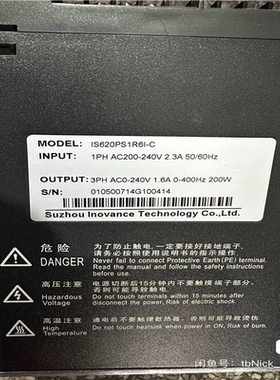 MODEL: IS620PS1R6I-C
INPUT: 1PH AC200-240V 2.3A 50/60Hz
OUTPUT: 3PH AC0-240V 1.6A 0-400Hz 200W
S/N: 010500714G100414
Suzhou Inovance Technology Co.,Ltd.
危险
DANGER
为了防止触电,一定要接好接地端子,
请务必按照使用说明书的指示操作。
Never fail to connect Protective Earth(PE) terminal.
Read the manual and follow the safety
高压注意
Hazardous
Voltage
电源切断后15分钟内不要触摸端子部分,
否则有可能导致触电。
Do not touch terminals within 15 minutes after
disconnect the power. Risk of electrical shock.
高温注意
High
Temperature
通电后不要触摸散热器,
否则有可能导致灼伤。
Do not touch heatsink when power is ON, Risk of burn.
闲鱼号:tbNick_